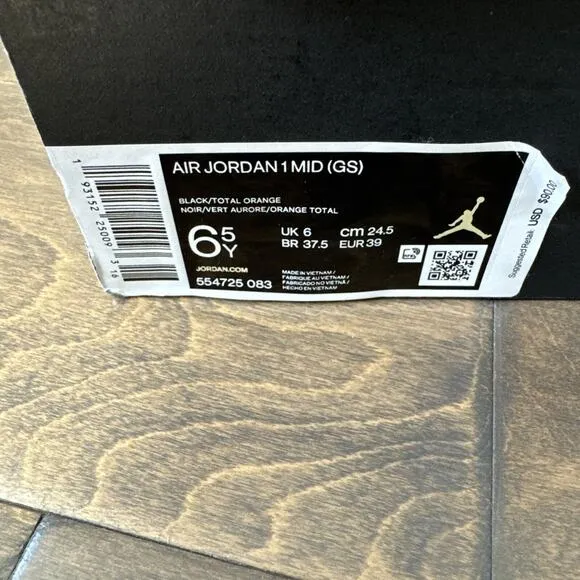 AIR JORDAN 1 MID (GS)
BLACK/TOTAL ORANGE
NOIR/VERT AURORE/ORANGE TOTAL
6.5Y
UK 6 cm 24.5
BR 37.5 EUR 39
JORDAN.COM
554725 083
MADE IN VIETNAM /
FABRIQUÉ AU VIETNAM /
FABRICADO NO VIETNÃ /
HECHO EN VIETNAM
Suggested Retail USD $90.00
1 93152 25009 3